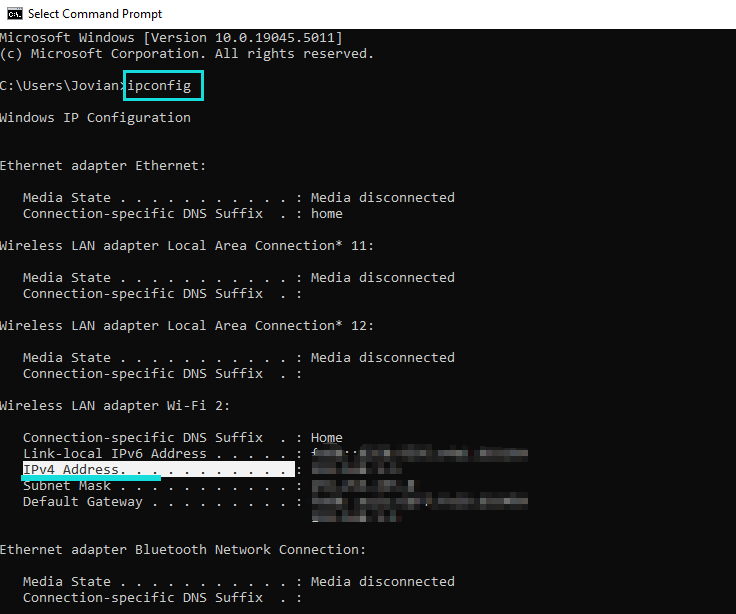 Select Command Prompt
Microsoft Windows [Version 10.0.19045.5011]
(c) Microsoft Corporation. All rights reserved.
C:\Users\Jovian>ipconfig
Windows IP Configuration
Ethernet adapter Ethernet:
Media State . . . . . . . . . . . : Media disconnected
Connection-specific DNS Suffix  . : home
Wireless LAN adapter Local Area Connection* 11:
Media State . . . . . . . . . . . : Media disconnected
Connection-specific DNS Suffix  . :
Wireless LAN adapter Local Area Connection* 12:
Media State . . . . . . . . . . . : Media disconnected
Connection-specific DNS Suffix  . :
Wireless LAN adapter Wi-Fi 2:
Connection-specific DNS Suffix  . : Home
Link-local IPv6 Address . . . . . :
IPv4 Address. . . . . . . . . . . :
Subnet Mask . . . . . . . . . . . :
Default Gateway . . . . . . . . . :
Ethernet adapter Bluetooth Network Connection:
Media State . . . . . . . . . . . : Media disconnected
Connection-specific DNS Suffix  . :